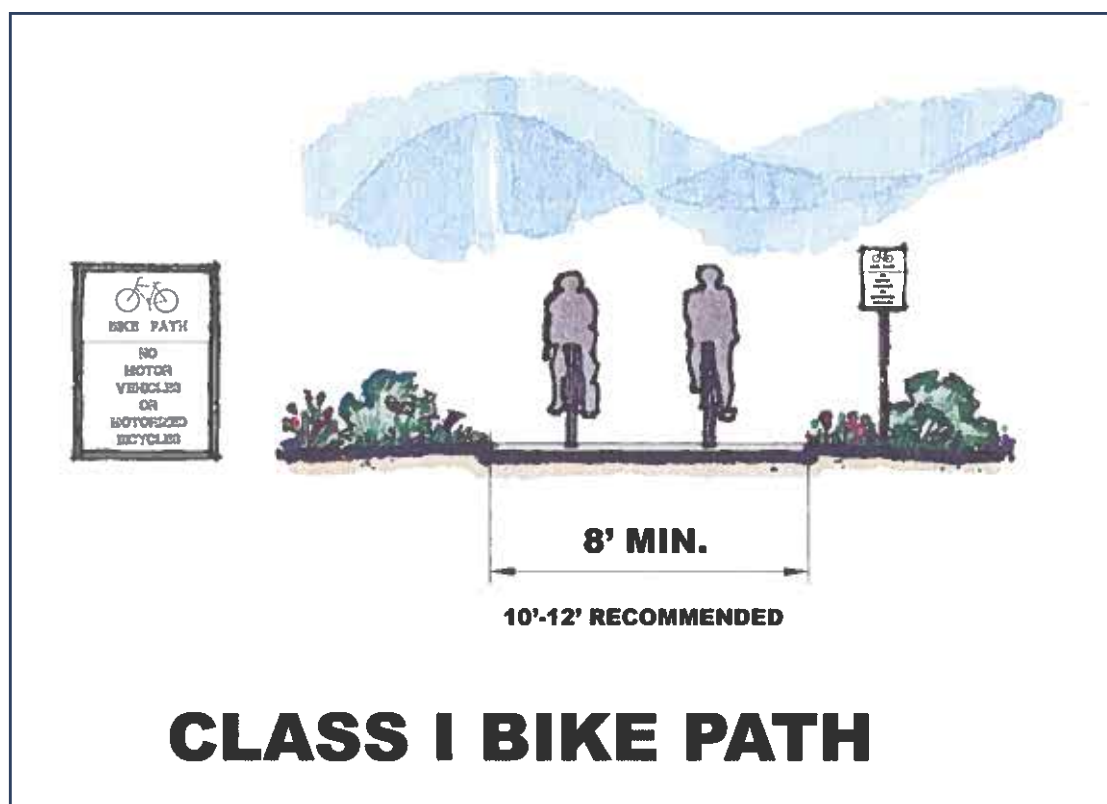 BIKE PATH
NO
MOTOR
VEHICLES
OR
MOTORIZED
BICYCLES
8’ MIN.
10’-12’ RECOMMENDED
CLASS I BIKE PATH